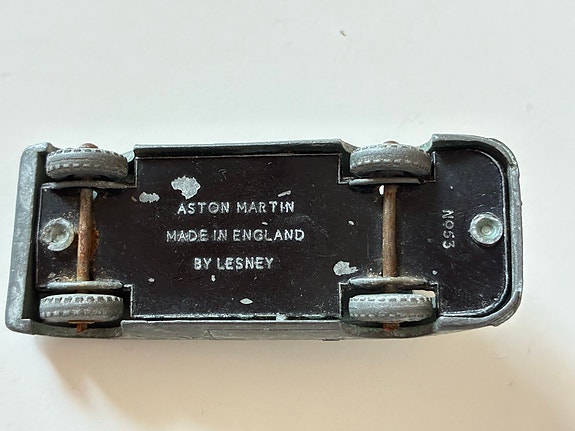 ASTON MARTIN
MADE IN ENGLAND
BY LESNEY
No53